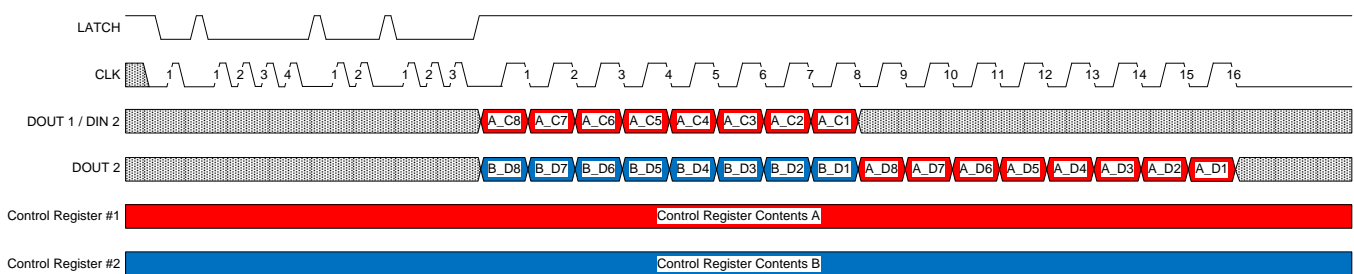 LATCH
CLK 1 1 2 3 4 1 2 1 2 3 1 2 3 4 5 6 7 8 9 10 11 12 13 14 15 16
DOUT 1 / DIN 2 A_C8 A_C7 A_C6 A_C5 A_C4 A_C3 A_C2 A_C1
DOUT 2 B_D8 B_D7 B_D6 B_D5 B_D4 B_D3 B_D2 B_D1 A_D8 A_D7 A_D6 A_D5 A_D4 A_D3 A_D2 A_D1
Control Register #1 Control Register Contents A
Control Register #2 Control Register Contents B